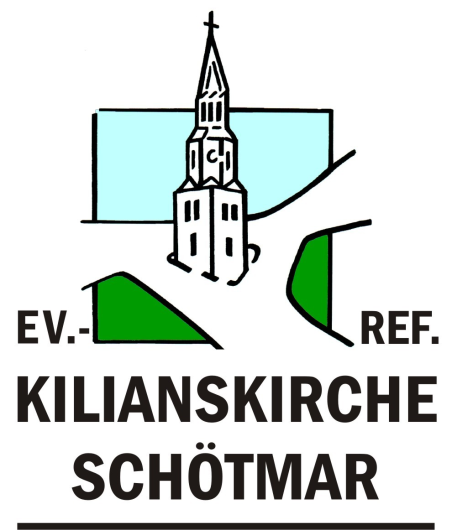 EV.- REF.
KILIANSKIRCHE
SCHÖTMAR